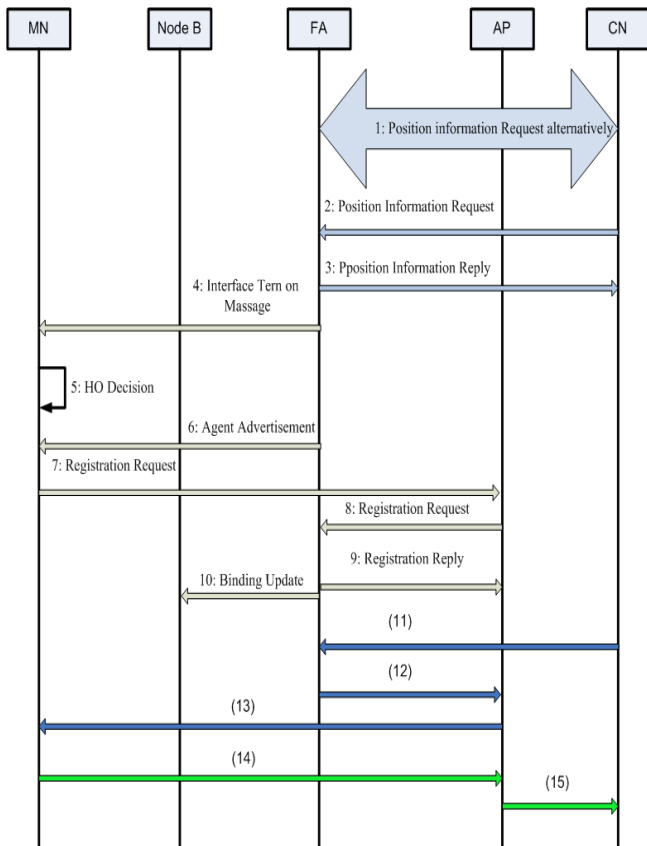 MN
Node B
FA
AP
CN
1: Position information Request alternatively
2: Position Information Request
3: Pposition Information Reply
4: Interface Tern on
Massage
5: HO Decision
6: Agent Advertisement
7: Registration Request
8: Registration Request
9: Registration Reply
10: Binding Update
(11)
(12)
(13)
(14)
(15)